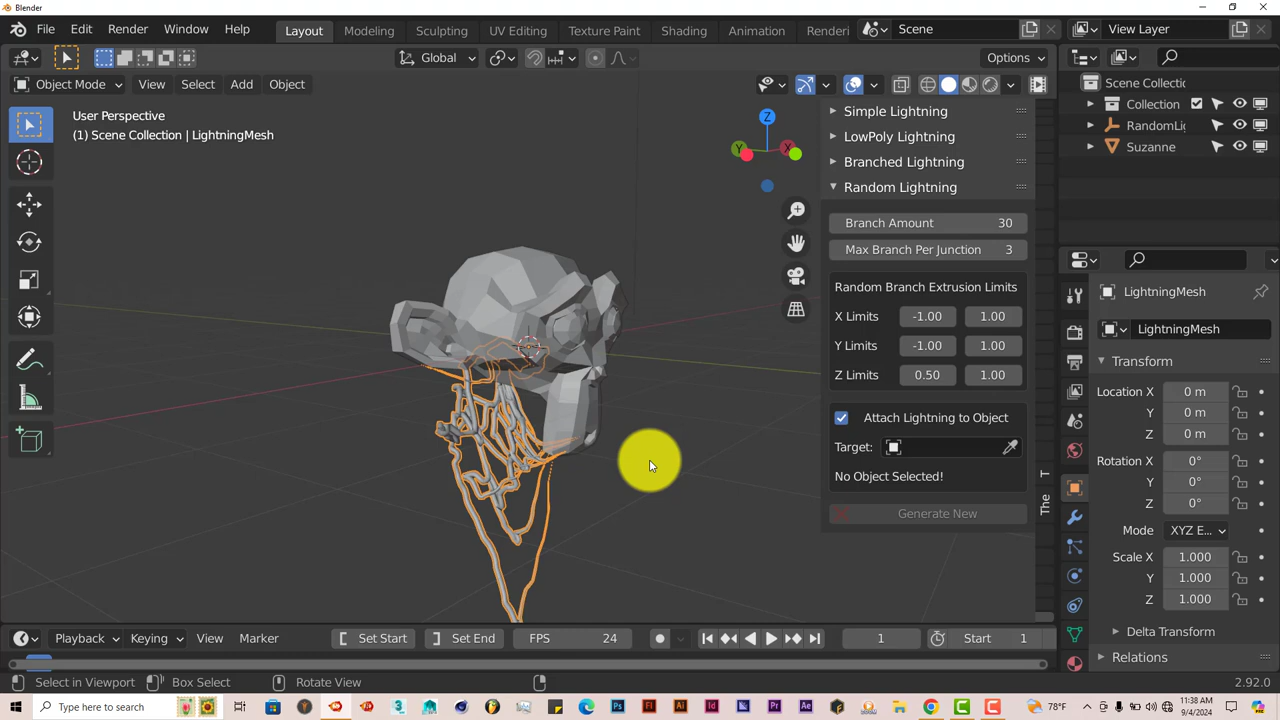 Blender
File Edit Render Window Help Layout Modeling Sculpting UV Editing Texture Paint Shading Animation Renderi Scene View Layer
Global Options
Object Mode View Select Add Object
User Perspective
(1) Scene Collection | LightningMesh
Z
Y
X
Simple Lightning
LowPoly Lightning
Branched Lightning
Random Lightning
Branch Amount 30
Max Branch Per Junction 3
Random Branch Extrusion Limits
X Limits -1.00 1.00
Y Limits -1.00 1.00
Z Limits 0.50 1.00
Attach Lightning to Object
Target:
No Object Selected!
Generate New
T
The
Scene Collectio
Collection
RandomLi
Suzanne
LightningMesh
LightningMesh
Transform
Location X 0 m
Y 0 m
Z 0 m
Rotation X 0°
Y 0°
Z 0°
Mode XYZ E...
Scale X 1.000
Y 1.000
Z 1.000
Delta Transform
Relations
Playback Keying View Marker Set Start Set End FPS 24 1 Start 1
Select in Viewport Box Select Rotate View 2.92.0
Type here to search
78°F
11:38 AM
9/4/2024